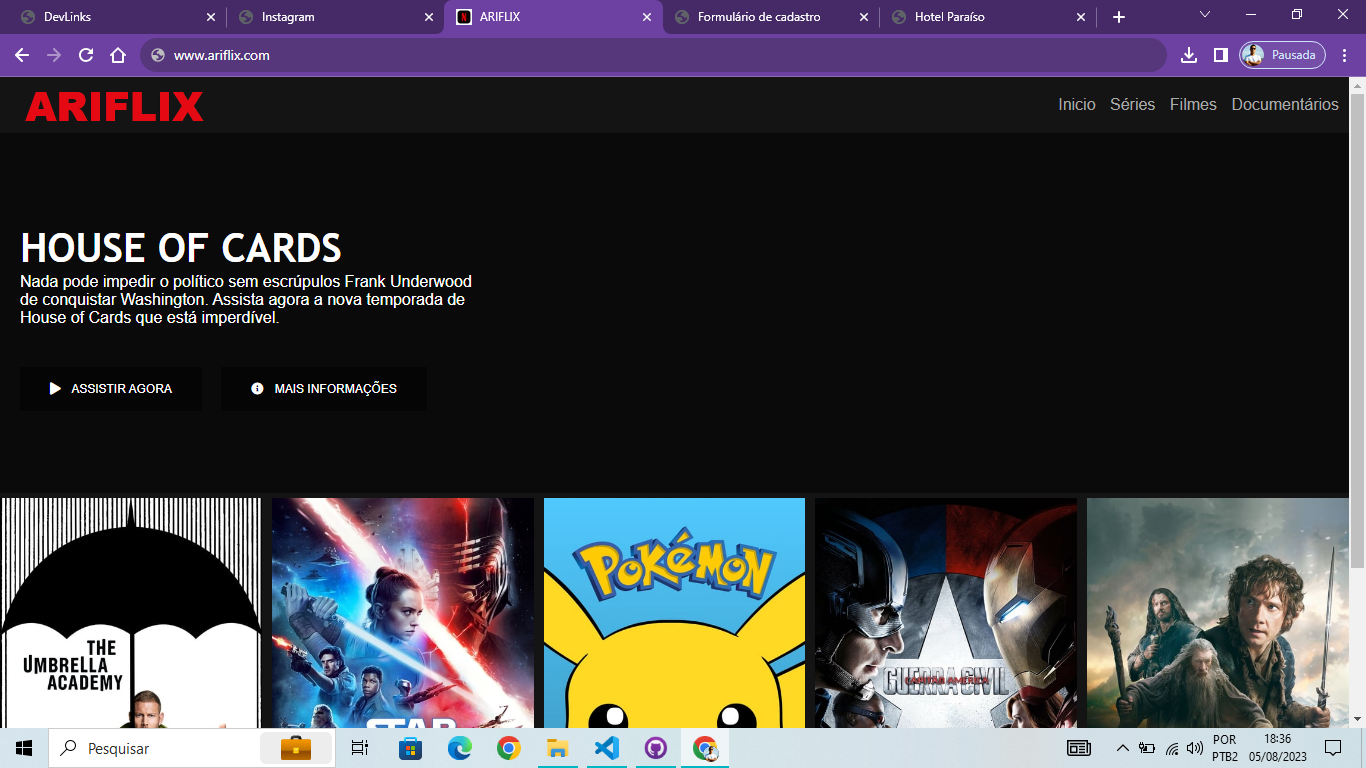 DevLinks
Instagram
ARIFLIX
Formulário de cadastro
Hotel Paraíso
www.ariflix.com
Pausada
ARIFLIX
Inicio Séries Filmes Documentários
HOUSE OF CARDS
Nada pode impedir o político sem escrúpulos Frank Underwood
de conquistar Washington. Assista agora a nova temporada de
House of Cards que está imperdível.
ASSISTIR AGORA
MAIS INFORMAÇÕES
THE
UMBRELLA
ACADEMY
STAR
POKéMON
GUERRA CIVIL
CAPITÃO AMÉRICA
Pesquisar
POR
PTB2
18:36
05/08/2023